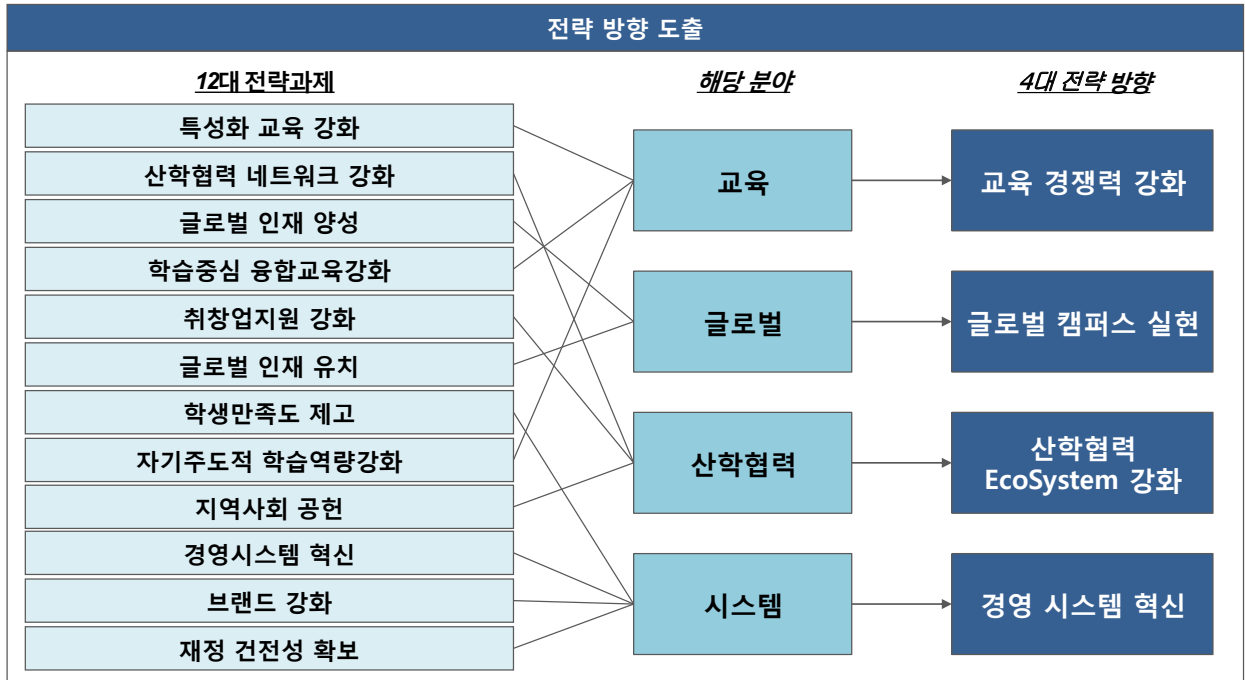 전략 방향 도출
12대 전략과제
해당 분야
4대 전략 방향
특성화 교육 강화
산학협력 네트워크 강화
글로벌 인재 양성
학습중심 융합교육강화
취창업지원 강화
글로벌 인재 유치
학생만족도 제고
자기주도적 학습역량강화
지역사회 공헌
경영시스템 혁신
브랜드 강화
재정 건전성 확보
교육
글로벌
산학협력
시스템
교육 경쟁력 강화
글로벌 캠퍼스 실현
산학협력
EcoSystem 강화
경영 시스템 혁신